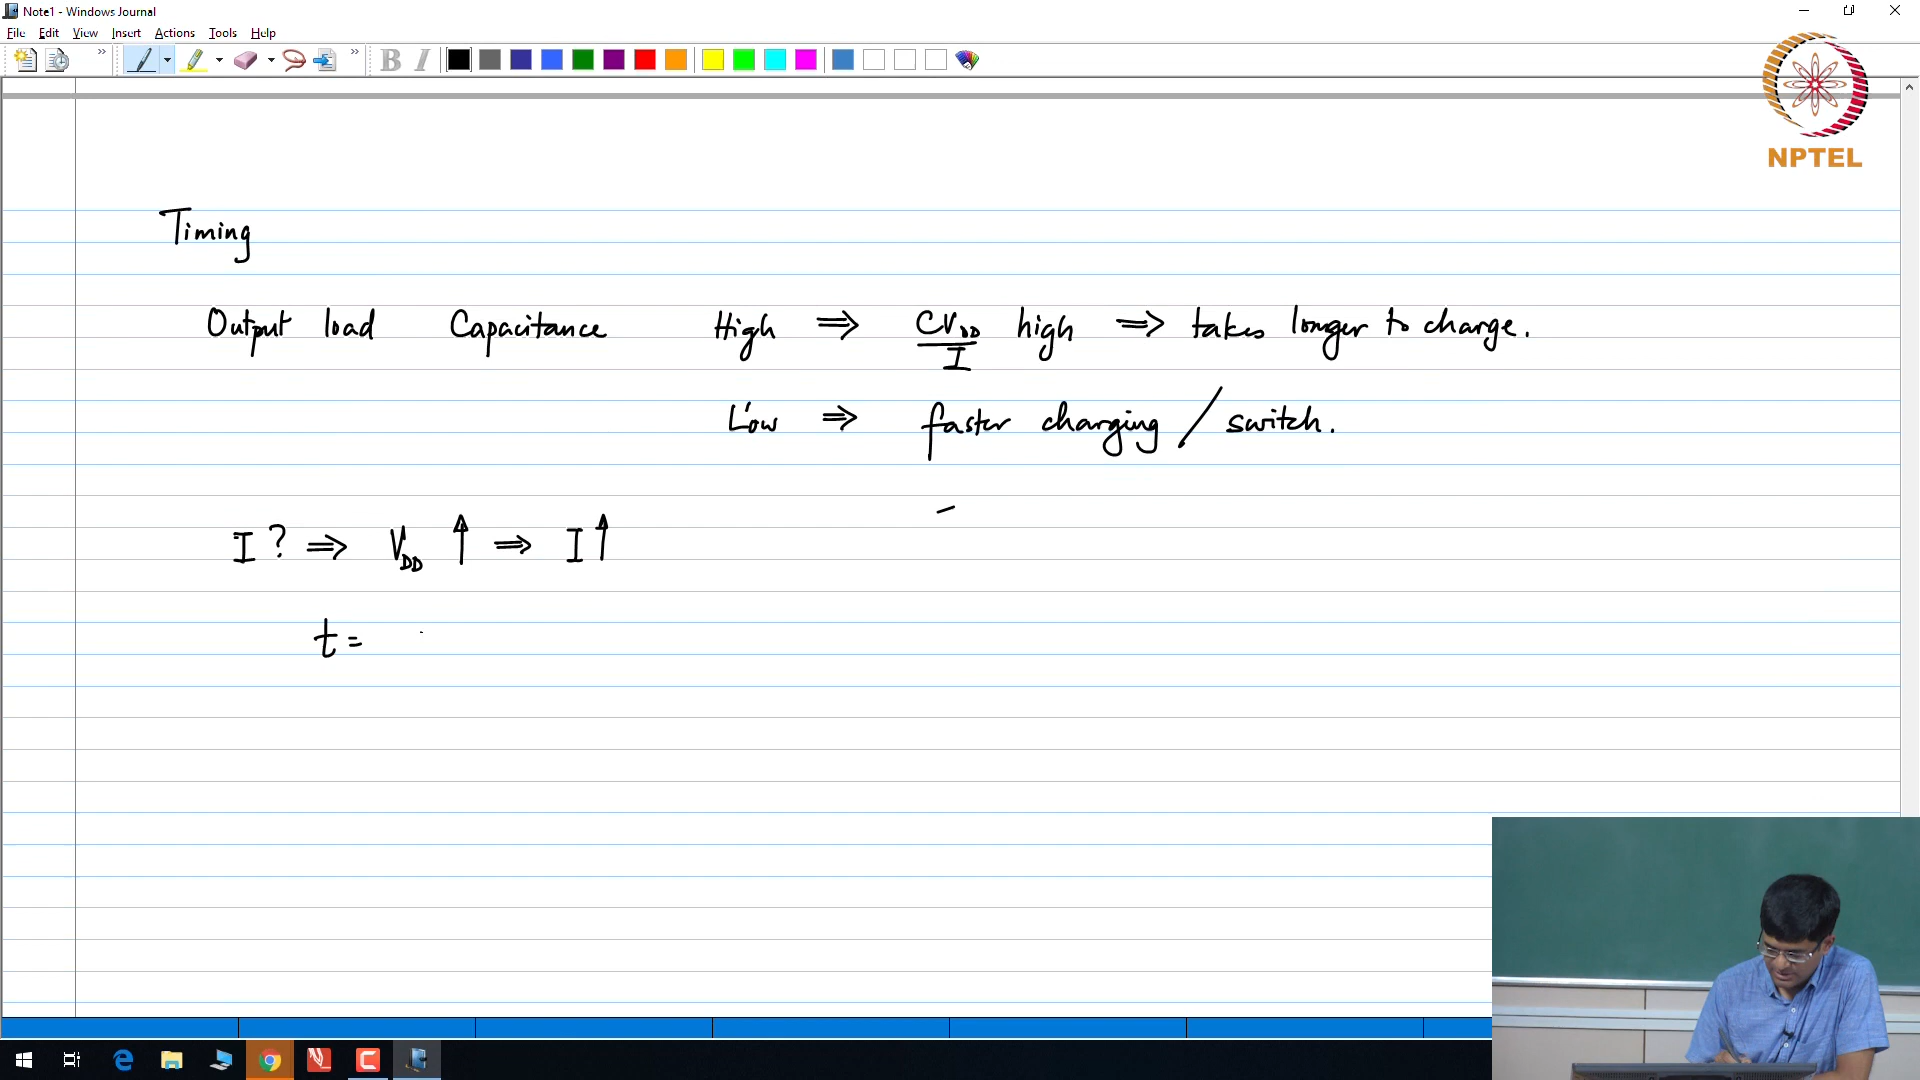 Note1 - Windows Journal
File Edit View Insert Actions Tools Help
B I
NPTEL
Timing
Output load Capacitance High ⇒ CV_DD/I high ⇒ takes longer to charge.
Low ⇒ faster charging / switch.
I ? ⇒ V_DD ↑ ⇒ I ↑
t =